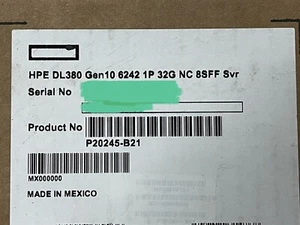 HPE DL380 Gen10 6242 1P 32G NC 8SFF Svr
Serial No
Product No
P20245-B21
MX000000
MADE IN MEXICO